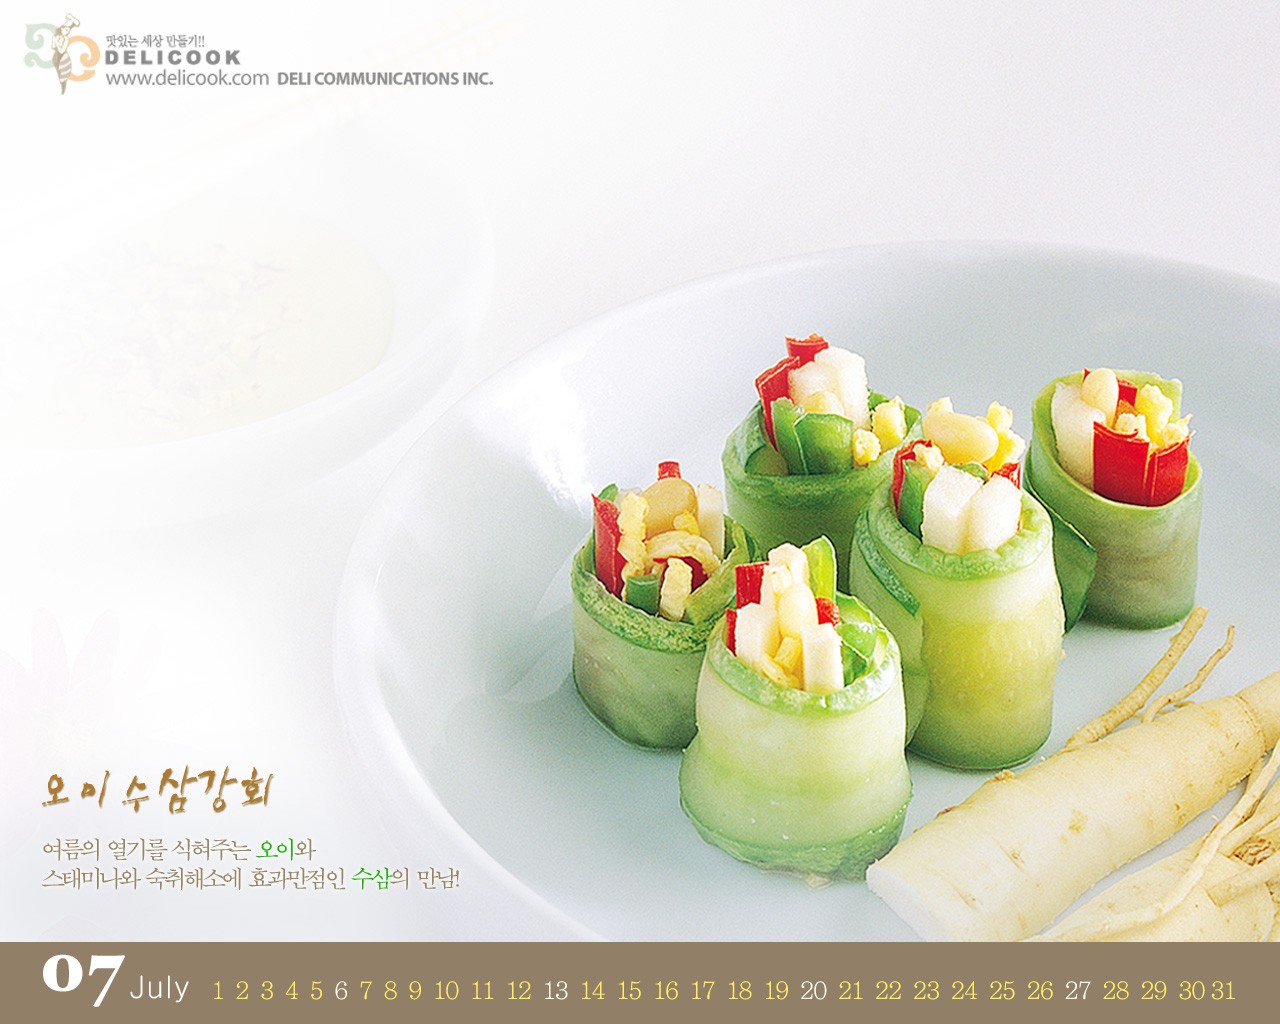 맛있는 세상 만들기!!
DELICOOK
www.delicook.com DELI COMMUNICATIONS INC.
오이수삼강회
여름의 열기를 식혀주는 오이와
스태미나와 숙취해소에 효과만점인 수삼의 만남!
07 July 1 2 3 4 5 6 7 8 9 10 11 12 13 14 15 16 17 18 19 20 21 22 23 24 25 26 27 28 29 30 31